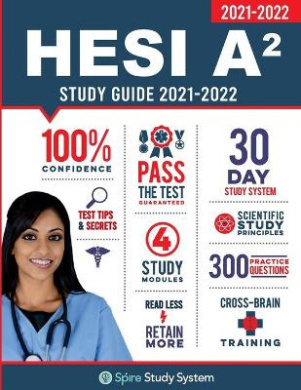 2021-2022
HESI A²
STUDY GUIDE 2021-2022
100%
CONFIDENCE
TEST TIPS
& SECRETS
PASS
THE TEST
GUARANTEED
4
STUDY
MODULES
READ LESS
RETAIN
MORE
30
DAY
STUDY SYSTEM
SCIENTIFIC
STUDY
PRINCIPLES
300 PRACTICE
QUESTIONS
CROSS-BRAIN
TRAINING
Spire Study System